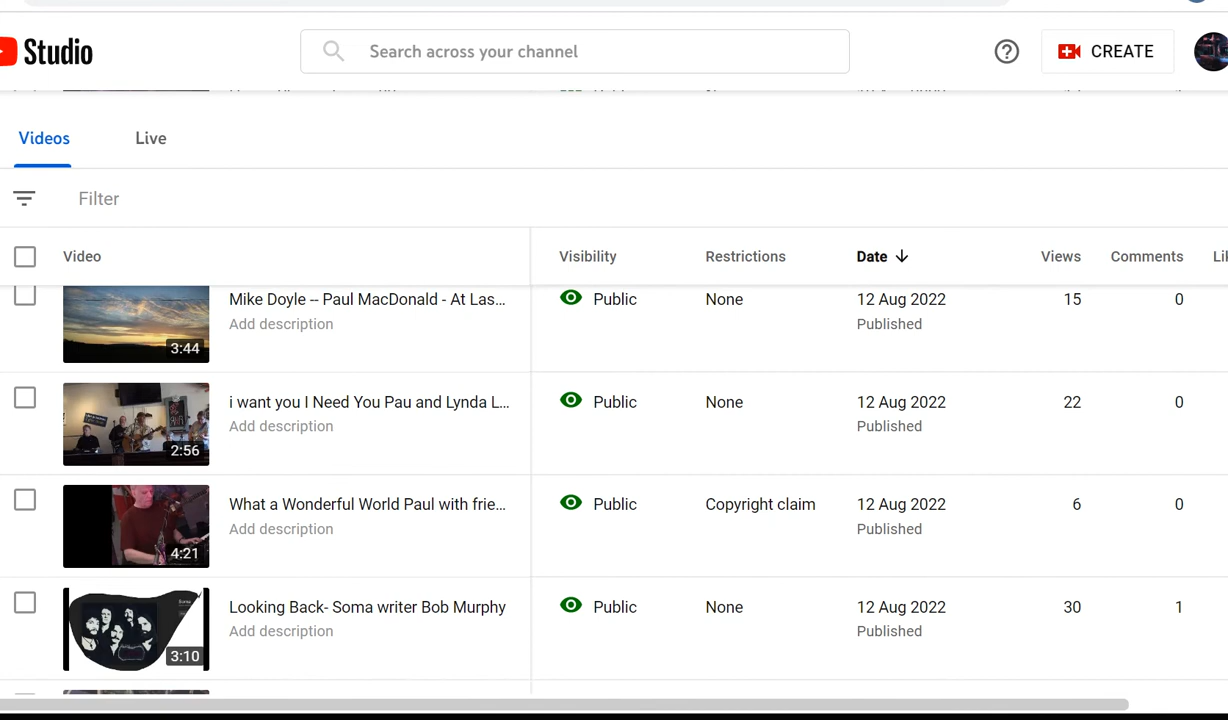 Studio
Search across your channel
CREATE
Videos
Live
Filter
Video
Visibility
Restrictions
Date
Views
Comments
Mike Doyle -- Paul MacDonald - At Las...
Public
None
12 Aug 2022
15
0
Add description
Published
3:44
i want you I Need You Pau and Lynda L...
Public
None
12 Aug 2022
22
0
Add description
Published
2:56
What a Wonderful World Paul with frie...
Public
Copyright claim
12 Aug 2022
6
0
Add description
Published
4:21
Looking Back- Soma writer Bob Murphy
Public
None
12 Aug 2022
30
1
Add description
Published
3:10